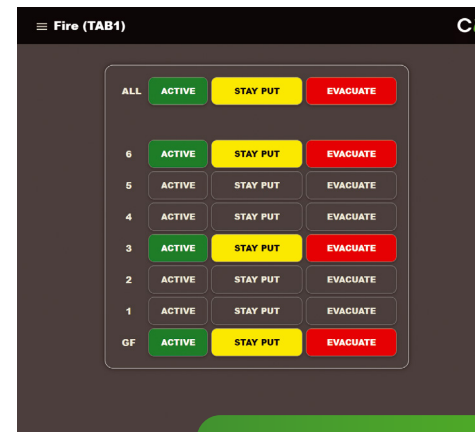 Fire (TAB1)
ALL ACTIVE STAY PUT EVACUATE
6 ACTIVE STAY PUT EVACUATE
5 ACTIVE STAY PUT EVACUATE
4 ACTIVE STAY PUT EVACUATE
3 ACTIVE STAY PUT EVACUATE
2 ACTIVE STAY PUT EVACUATE
1 ACTIVE STAY PUT EVACUATE
GF ACTIVE STAY PUT EVACUATE